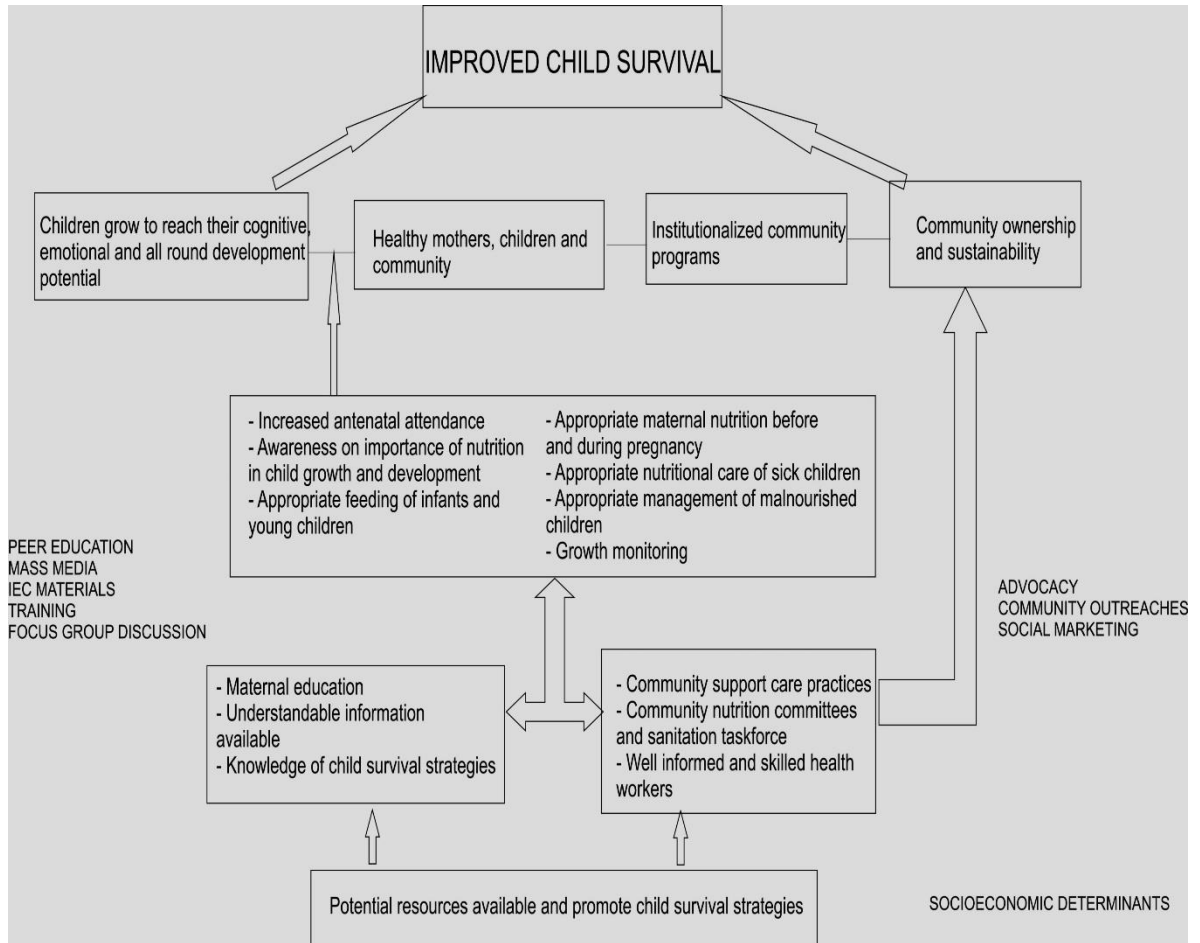 IMPROVED CHILD SURVIVAL
Children grow to reach their cognitive,
emotional and all round development
potential
Healthy mothers, children and
community
Institutionalized community
programs
Community ownership
and sustainability
- Increased antenatal attendance
- Awareness on importance of nutrition
in child growth and development
- Appropriate feeding of infants and
young children
- Appropriate maternal nutrition before
and during pregnancy
- Appropriate nutritional care of sick children
- Appropriate management of malnourished
children
- Growth monitoring
PEER EDUCATION
MASS MEDIA
IEC MATERIALS
TRAINING
FOCUS GROUP DISCUSSION
ADVOCACY
COMMUNITY OUTREACHES
SOCIAL MARKETING
- Maternal education
- Understandable information
available
- Knowledge of child survival strategies
- Community support care practices
- Community nutrition committees
and sanitation taskforce
- Well informed and skilled health
workers
Potential resources available and promote child survival strategies
SOCIOECONOMIC DETERMINANTS